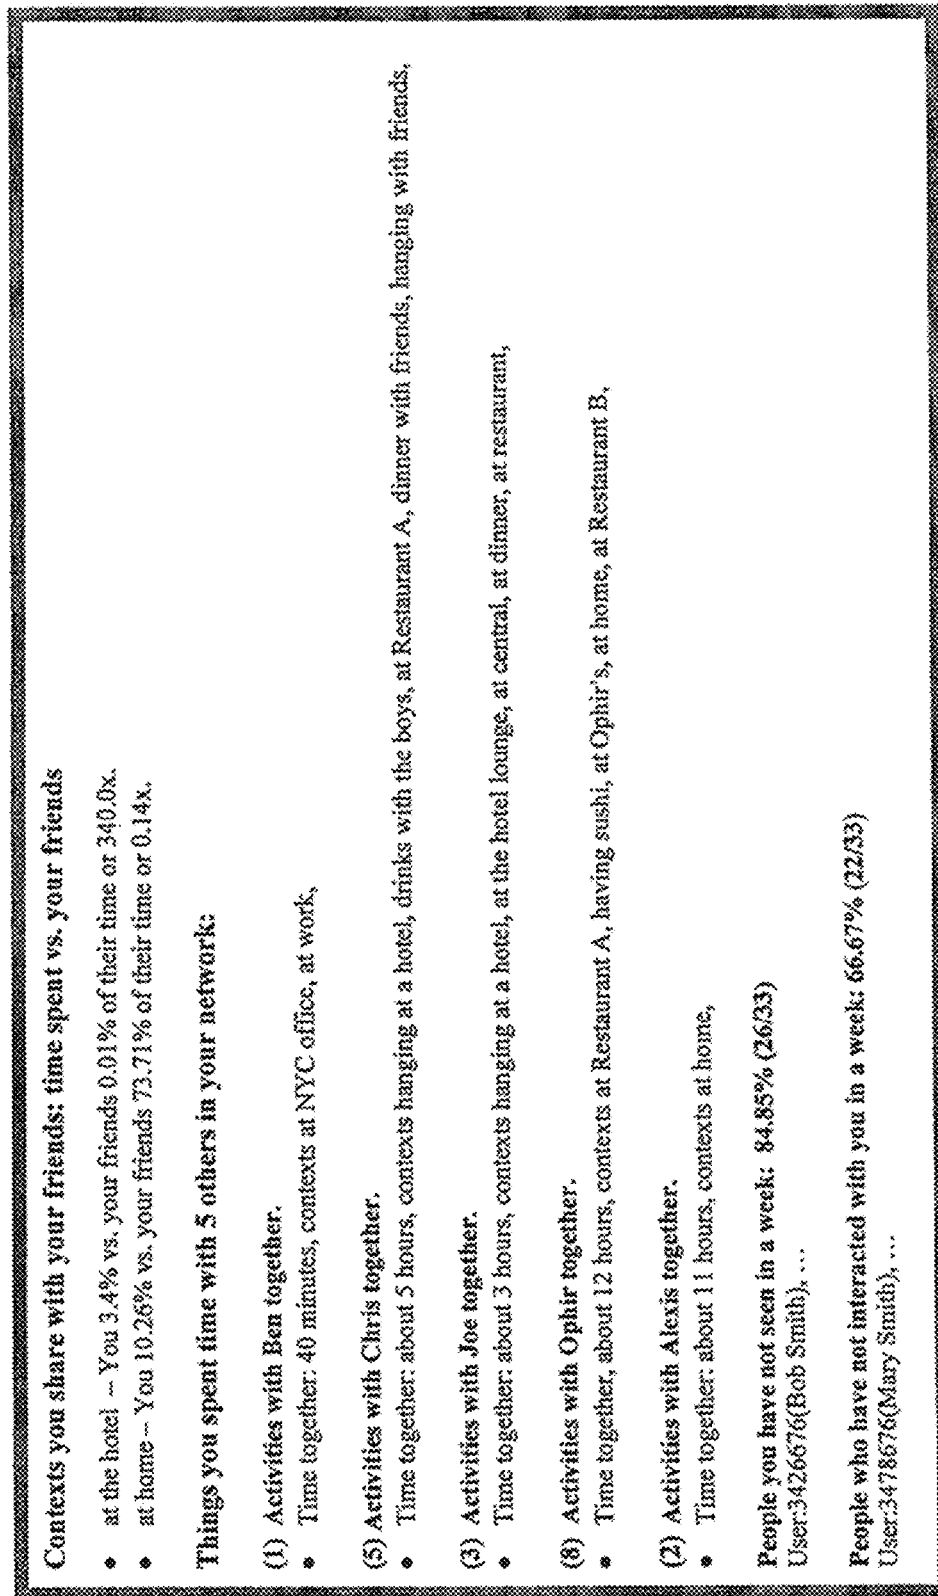 Contexts you share with your friends: time spent vs. your friends
• at the hotel – You 3.4% vs. your friends 0.01% of their time or 340.0x.
• at home – You 10.26% vs. your friends 73.71% of their time or 0.14x.
Things you spent time with 5 others in your network:
(1) Activities with Ben together.
• Time together: 40 minutes, contexts at NYC office, at work,
(5) Activities with Chris together.
• Time together: about 5 hours, contexts hanging at a hotel, drinks with the boys, at Restaurant A, dinner with friends, hanging with friends,
(3) Activities with Joe together.
• Time together: about 3 hours, contexts hanging at a hotel, at the hotel lounge, at central, at dinner, at restaurant,
(8) Activities with Ophir together.
• Time together, about 12 hours, contexts at Restaurant A, having sushi, at Ophir's, at home, at Restaurant B,
(2) Activities with Alexis together.
• Time together: about 11 hours, contexts at home,
People you have not seen in a week: 84.85% (26/33)
User:3426676(Bob Smith), …
People who have not interacted with you in a week: 66.67% (22/33)
User:3478676(Mary Smith), …